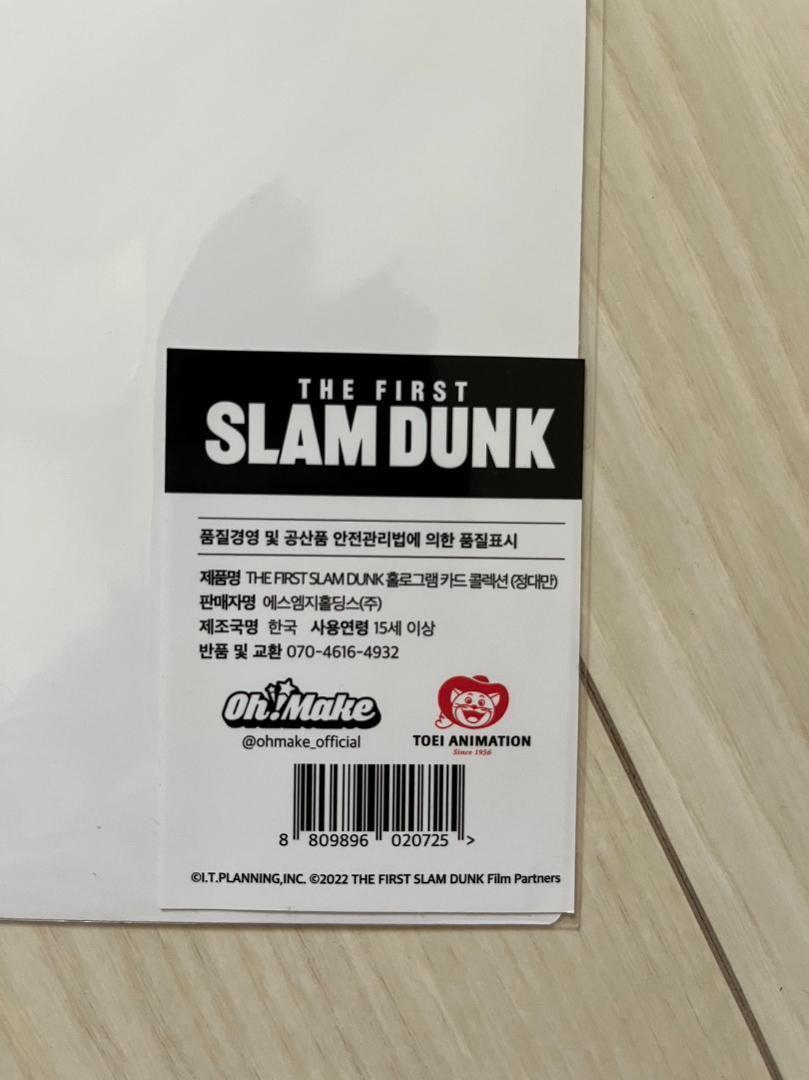 THE FIRST
SLAM DUNK
품질경영 및 공산품 안전관리법에 의한 품질표시
제품명 THE FIRST SLAM DUNK 홀로그램 카드 콜렉션 (정대만)
판매자명 에스엠지홀딩스(주)
제조국명 한국 사용연령 15세 이상
반품 및 교환 070-4616-4932
Oh!Make
@ohmake_official
TOEI ANIMATION
Since 1956
8 809896 020725 >
©I.T.PLANNING,INC. ©2022 THE FIRST SLAM DUNK Film Partners